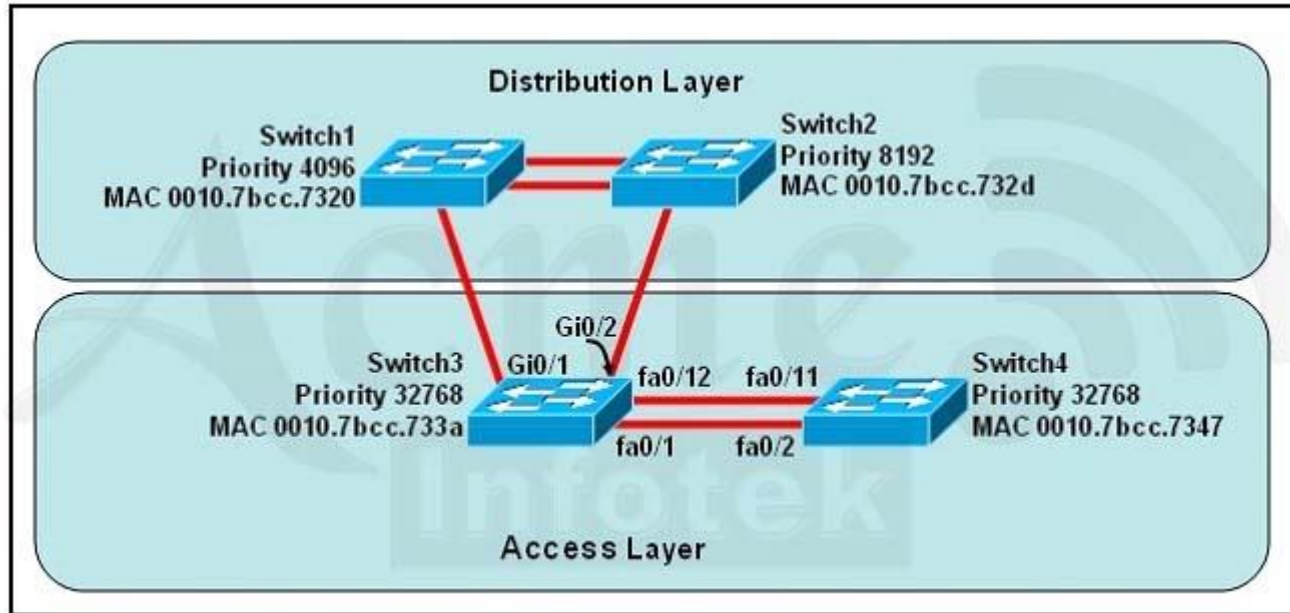 Distribution Layer
Switch1
Priority 4096
MAC 0010.7bcc.7320
Switch2
Priority 8192
MAC 0010.7bcc.732d
Acme
Infotek
Gi0/2
Switch3
Priority 32768
MAC 0010.7bcc.733a
Gi0/1
fa0/12
fa0/11
fa0/1
fa0/2
Switch4
Priority 32768
MAC 0010.7bcc.7347
Access Layer